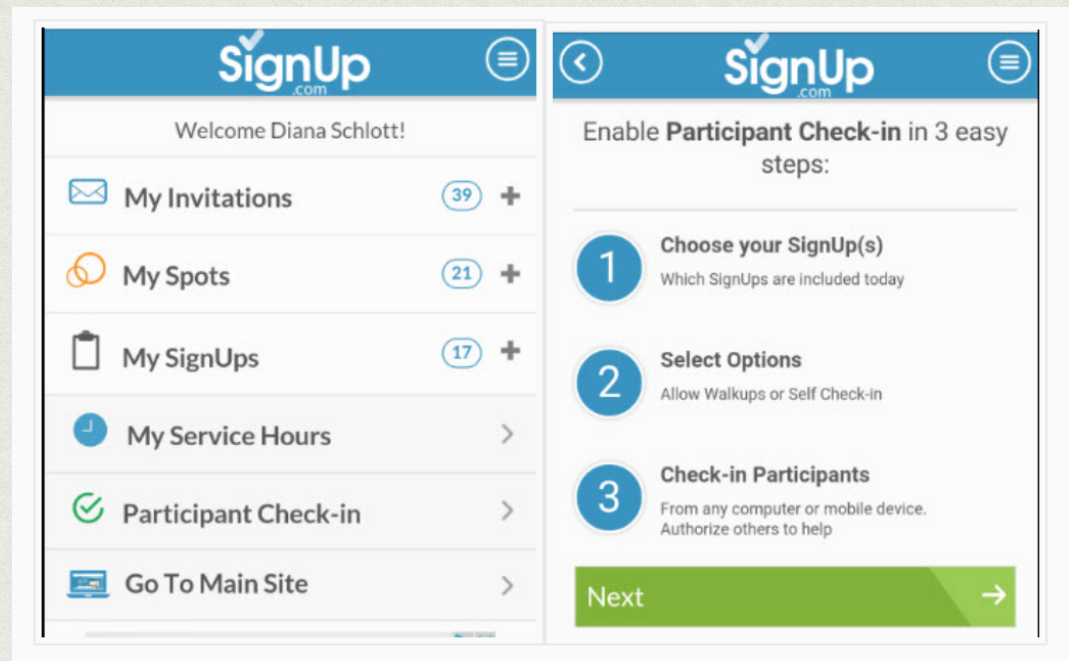 SignUp
.com
Welcome Diana Schlott!
My Invitations 39 +
My Spots 21 +
My SignUps 17 +
My Service Hours
Participant Check-in
Go To Main Site
SignUp
.com
Enable Participant Check-in in 3 easy
steps:
1 Choose your SignUp(s)
Which SignUps are included today
2 Select Options
Allow Walkups or Self Check-in
3 Check-in Participants
From any computer or mobile device.
Authorize others to help
Next